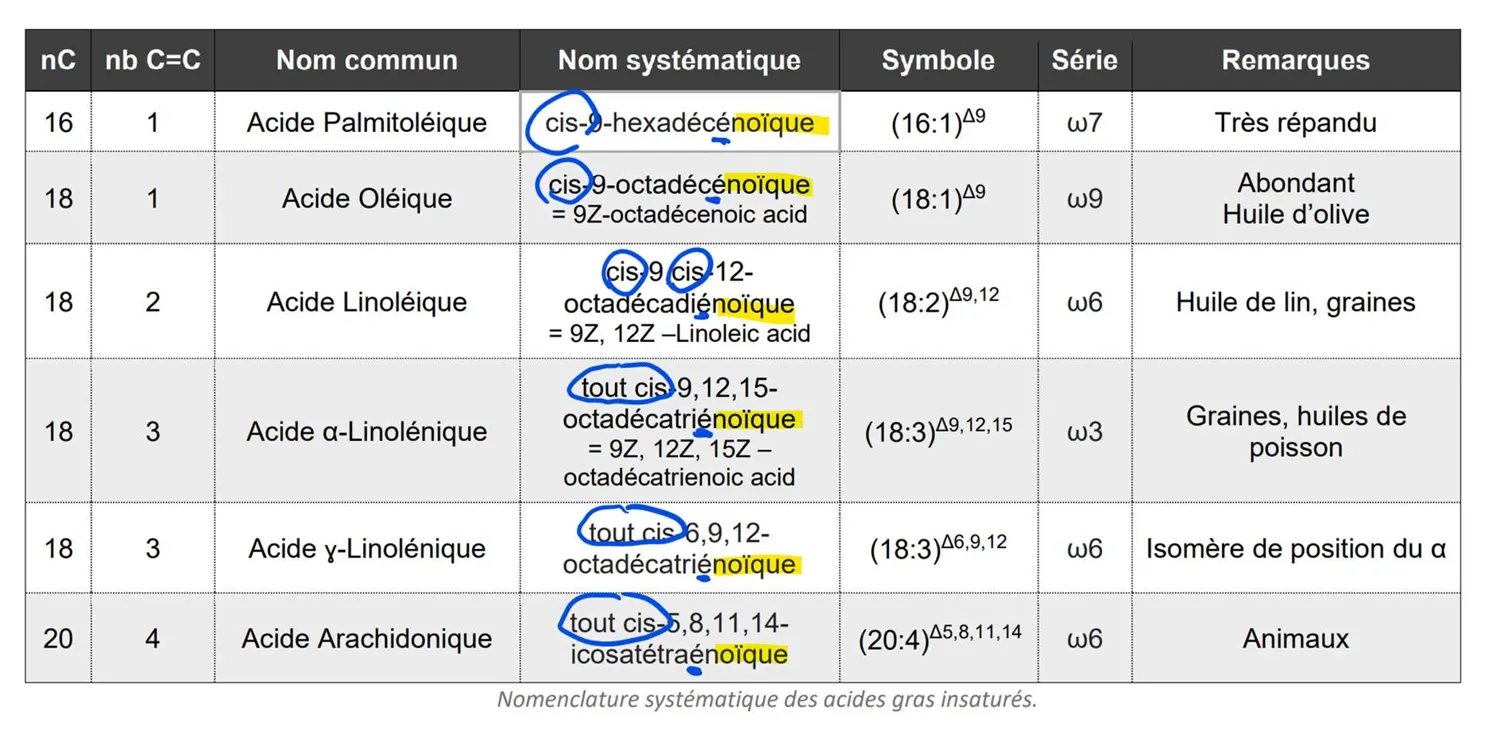 nC nb C=C Nom commun Nom systématique Symbole Série Remarques
16 1 Acide Palmitoléique cis-9-hexadécénoïque (16:1)Δ9 ω7 Très répandu
18 1 Acide Oléique cis-9-octadécénoïque (18:1)Δ9 ω9 Abondant
= 9Z-octadécenoic acid Huile d’olive
18 2 Acide Linoléique cis-9 cis-12-
octadécadiénoïque (18:2)Δ9,12 ω6 Huile de lin, graines
= 9Z, 12Z –Linoleic acid
18 3 Acide α-Linolénique tout cis-9,12,15-
octadécatriénoïque (18:3)Δ9,12,15 ω3 Graines, huiles de
= 9Z, 12Z, 15Z – poisson
octadécatrienoic acid
18 3 Acide ɣ-Linolénique tout cis-6,9,12-
octadécatriénoïque (18:3)Δ6,9,12 ω6 Isomère de position du α
20 4 Acide Arachidonique tout cis-5,8,11,14-
icosatétraénoïque (20:4)Δ5,8,11,14 ω6 Animaux
Nomenclature systématique des acides gras insaturés.